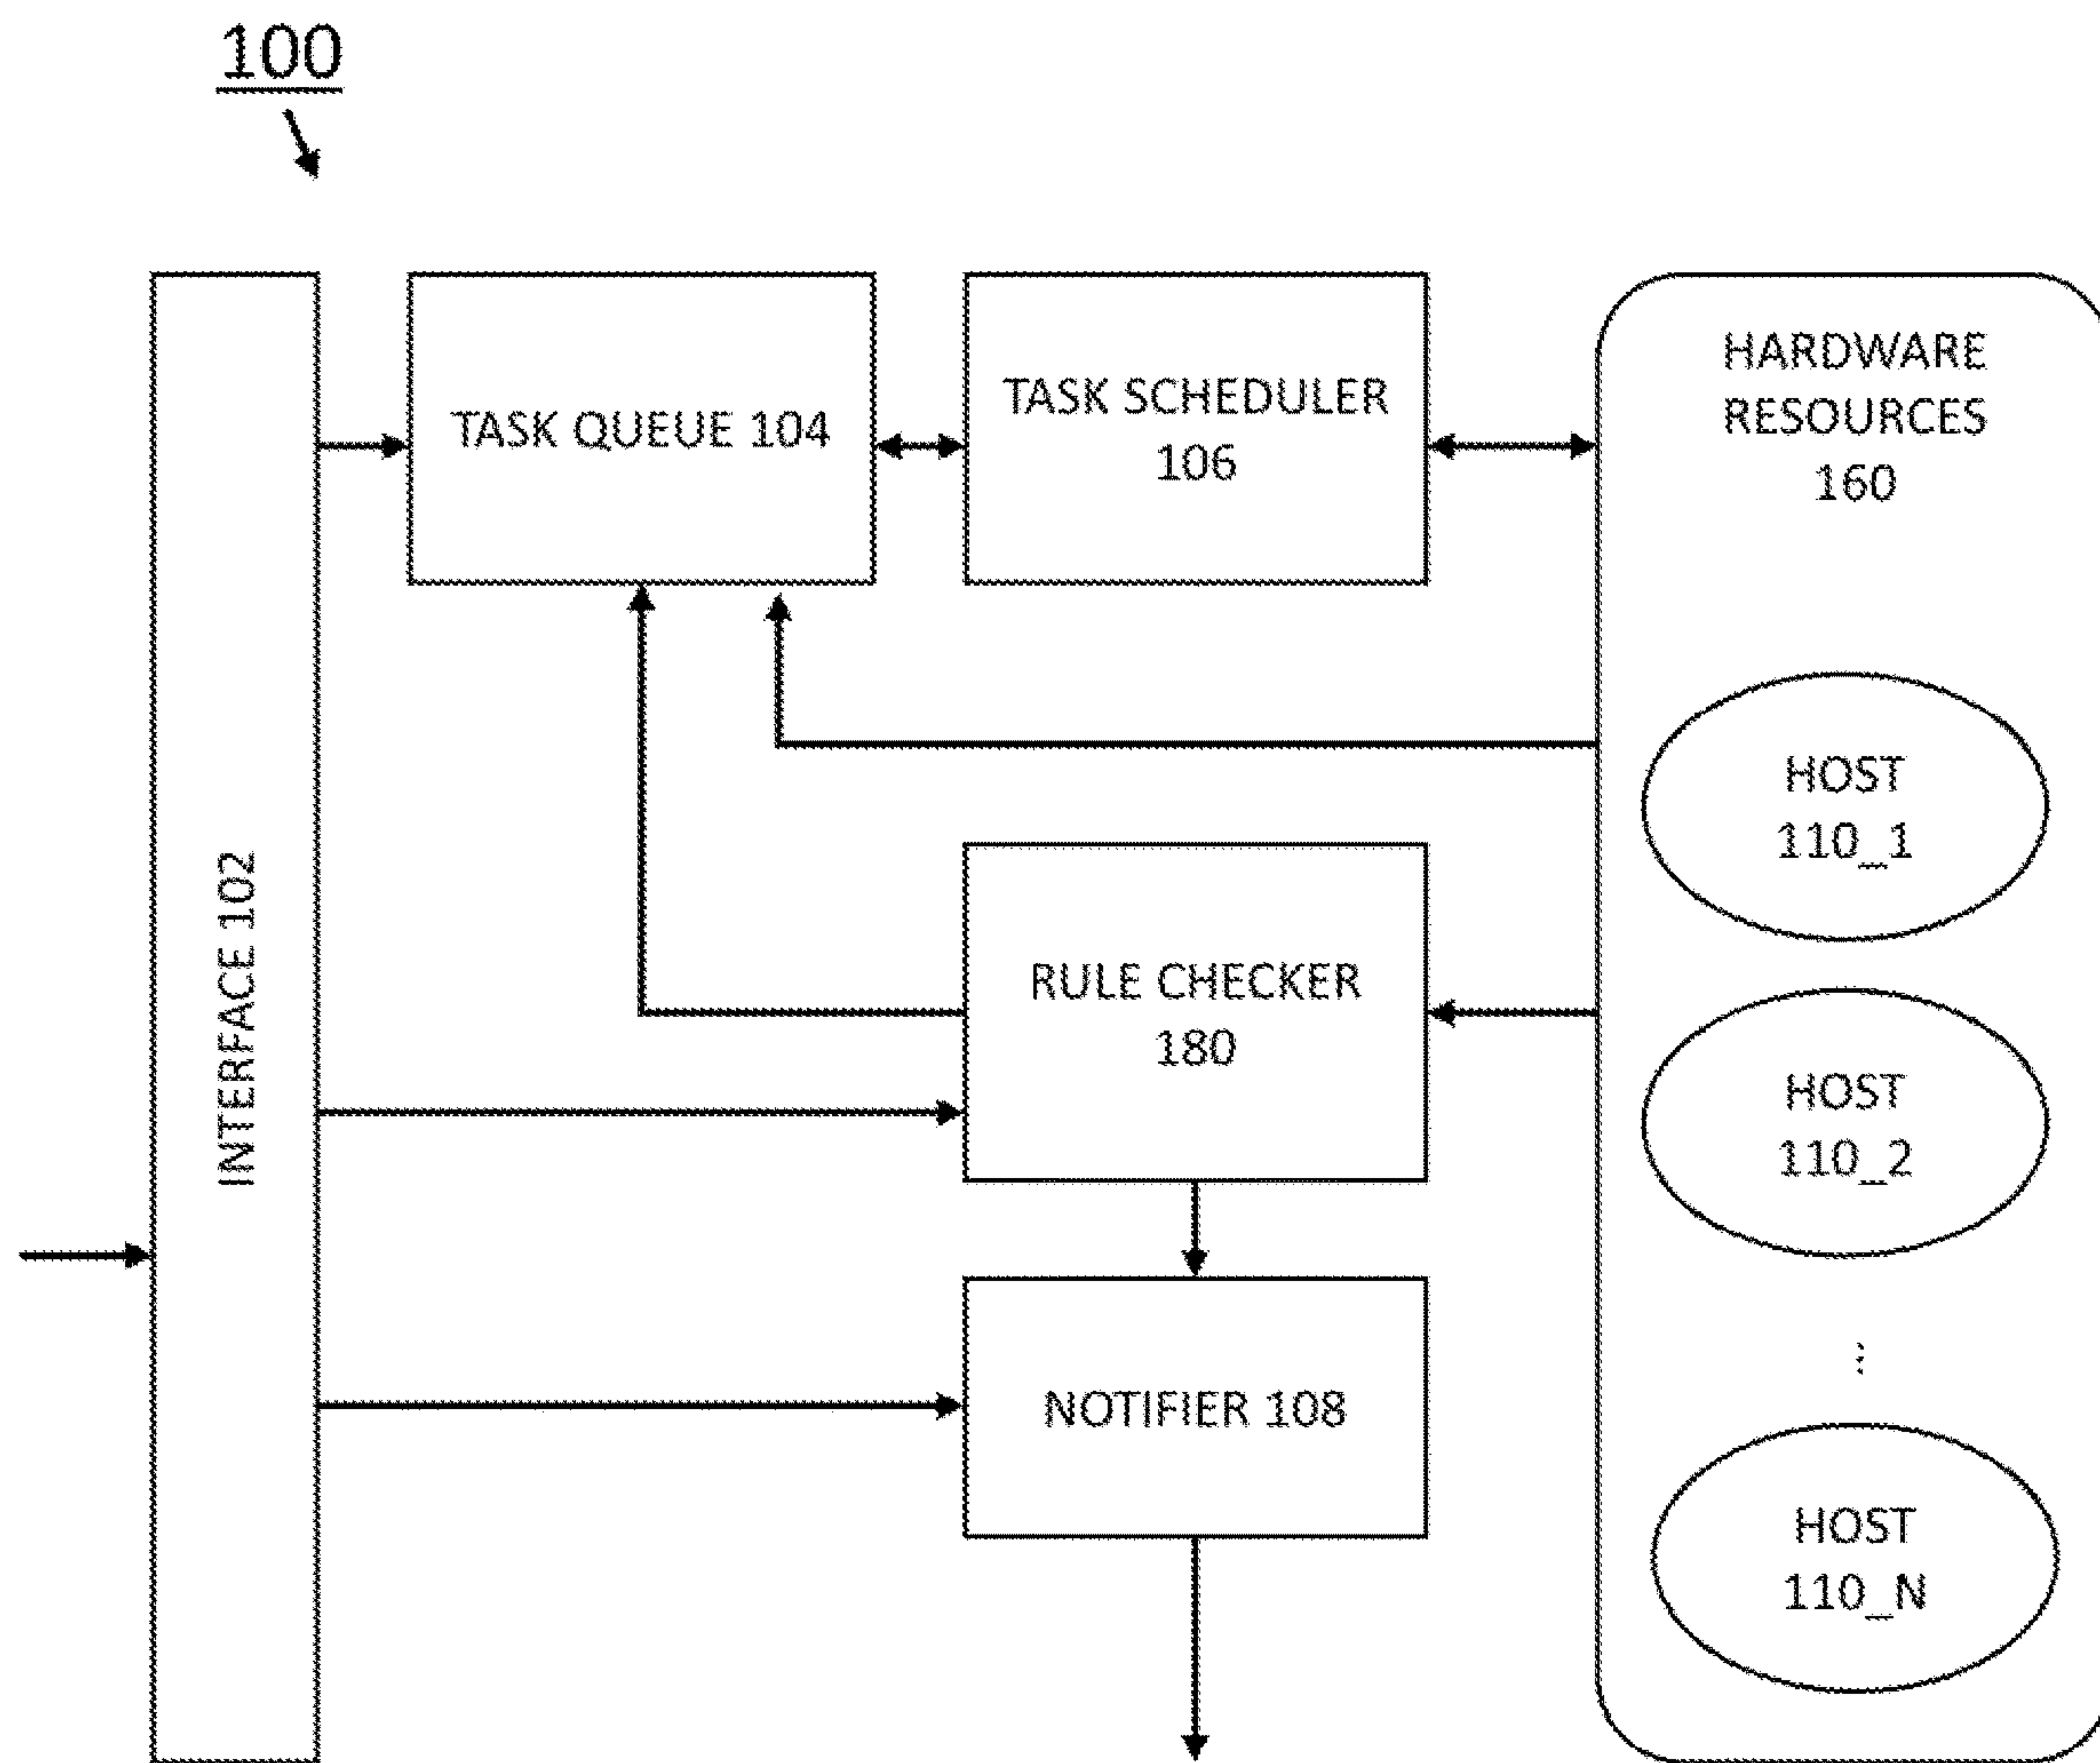 100
INTERFACE 102
TASK QUEUE 104
TASK SCHEDULER
106
HARDWARE
RESOURCES
160
HOST
110_1
RULE CHECKER
180
HOST
110_2
...
NOTIFIER 108
HOST
110_N